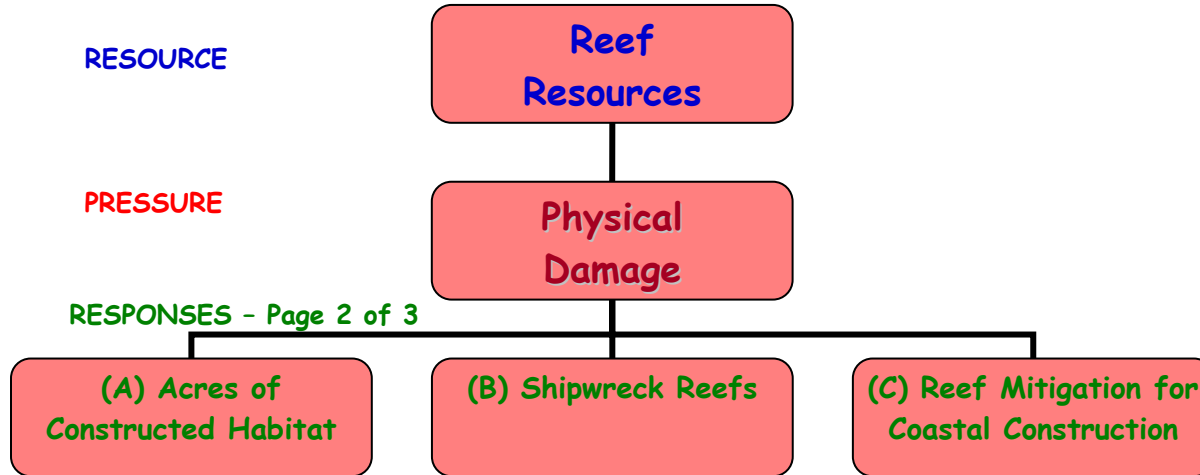 RESOURCE
Reef
Resources
PRESSURE
Physical
Damage
RESPONSES – Page 2 of 3
(A) Acres of
Constructed Habitat
(B) Shipwreck Reefs
(C) Reef Mitigation for
Coastal Construction